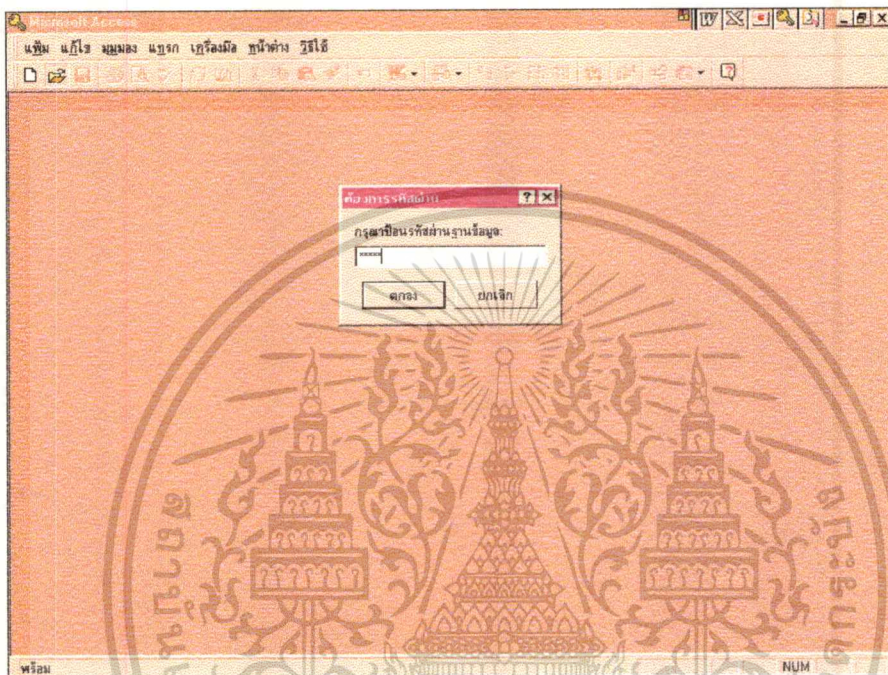 Microsoft Access
แฟ้ม แก้ไข มุมมอง แทรก เครื่องมือ หน้าต่าง วิธีใช้
ต้องการรหัสผ่าน
กรุณาป้อนรหัสผ่านฐานข้อมูล:
*****
ตกลง ยกเลิก
พร้อม NUM